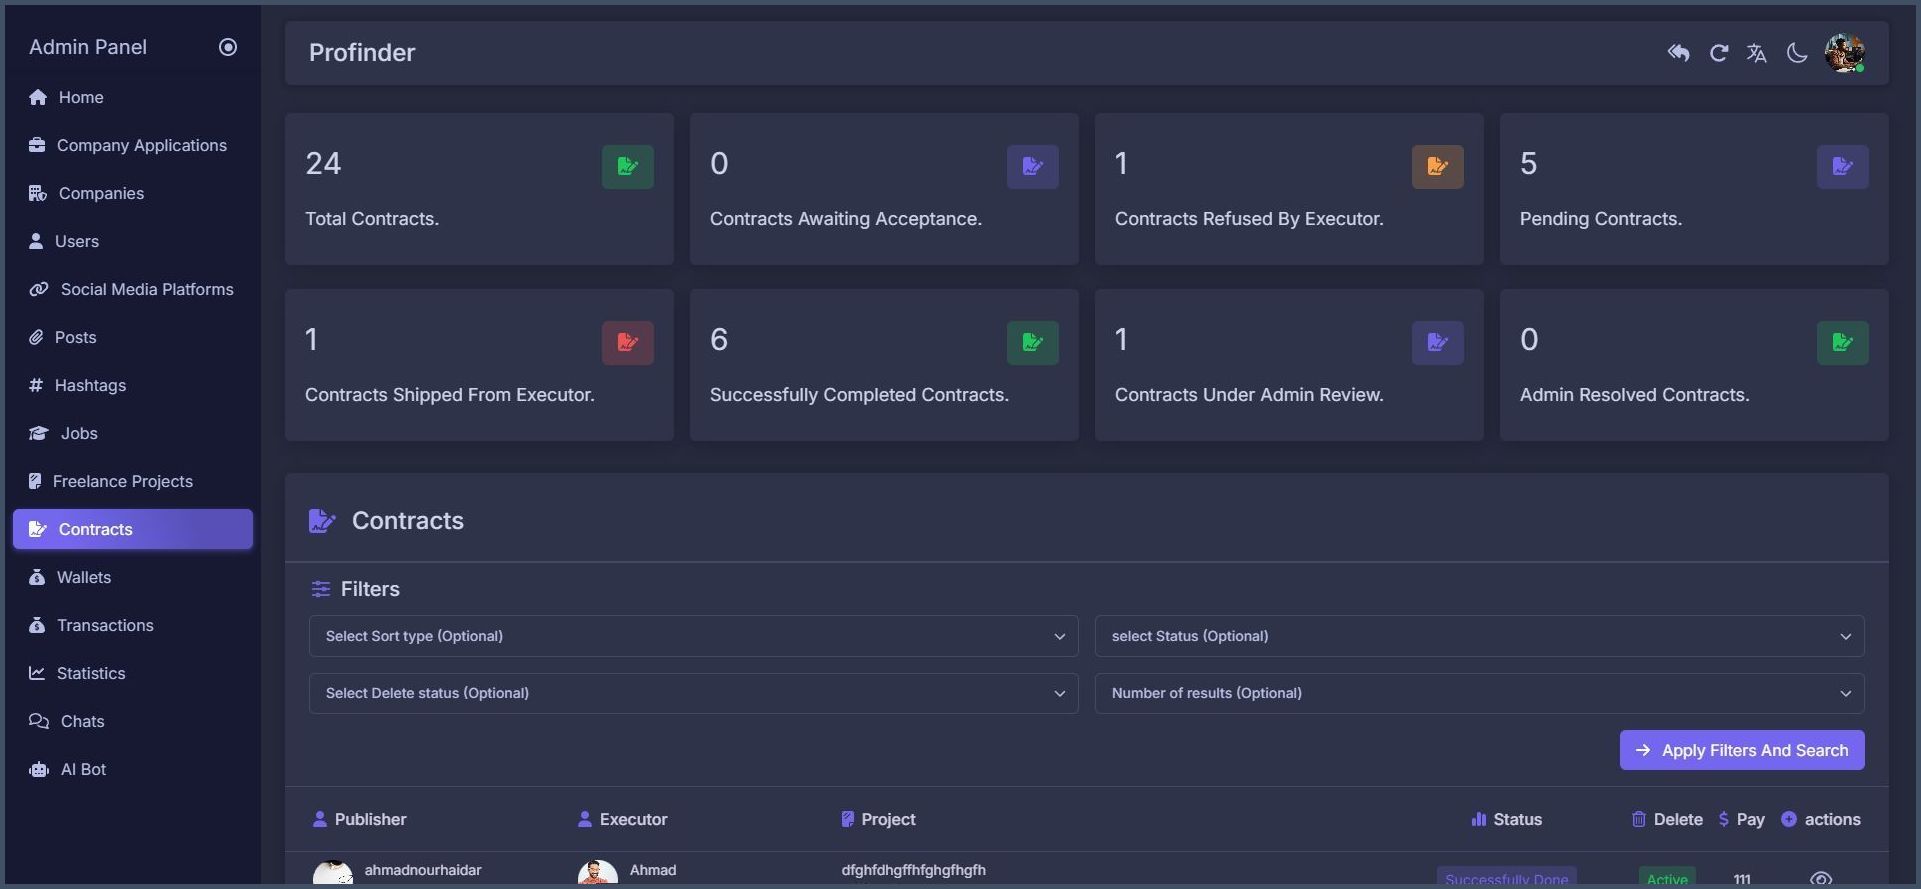 Admin Panel
Home
Company Applications
Companies
Users
Social Media Platforms
Posts
Hashtags
Jobs
Freelance Projects
Contracts
Wallets
Transactions
Statistics
Chats
AI Bot
Profinder
24
Total Contracts.
0
Contracts Awaiting Acceptance.
1
Contracts Refused By Executor.
5
Pending Contracts.
1
Contracts Shipped From Executor.
6
Successfully Completed Contracts.
1
Contracts Under Admin Review.
0
Admin Resolved Contracts.
Contracts
Filters
Select Sort type (Optional)
select Status (Optional)
Select Delete status (Optional)
Number of results (Optional)
Apply Filters And Search
Publisher Executor Project Status Delete Pay actions
ahmadnourhaidar Ahmad dfghfdhgffhfghgfhgfh Successfully Done Active 111